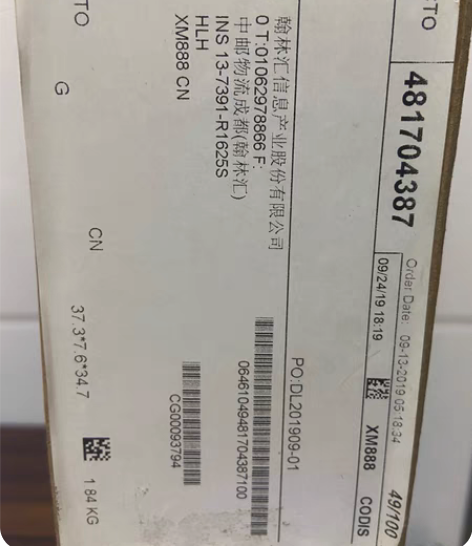 CTO
481704387
Order Date: 09-13-2019 05:18:34
09/24/19 18:19
XM888
CODIS
49/100
PO:DL201909-01
翰林汇信息产业股份有限公司
0 T:01062978866 F:
中邮物流成都(翰林汇)
INS 13-7391-R1625S
HLH
XM888 CN
06461049481704387100
CG00093794
TO
G
CN
37.3*7.6*34.7
1.84 KG